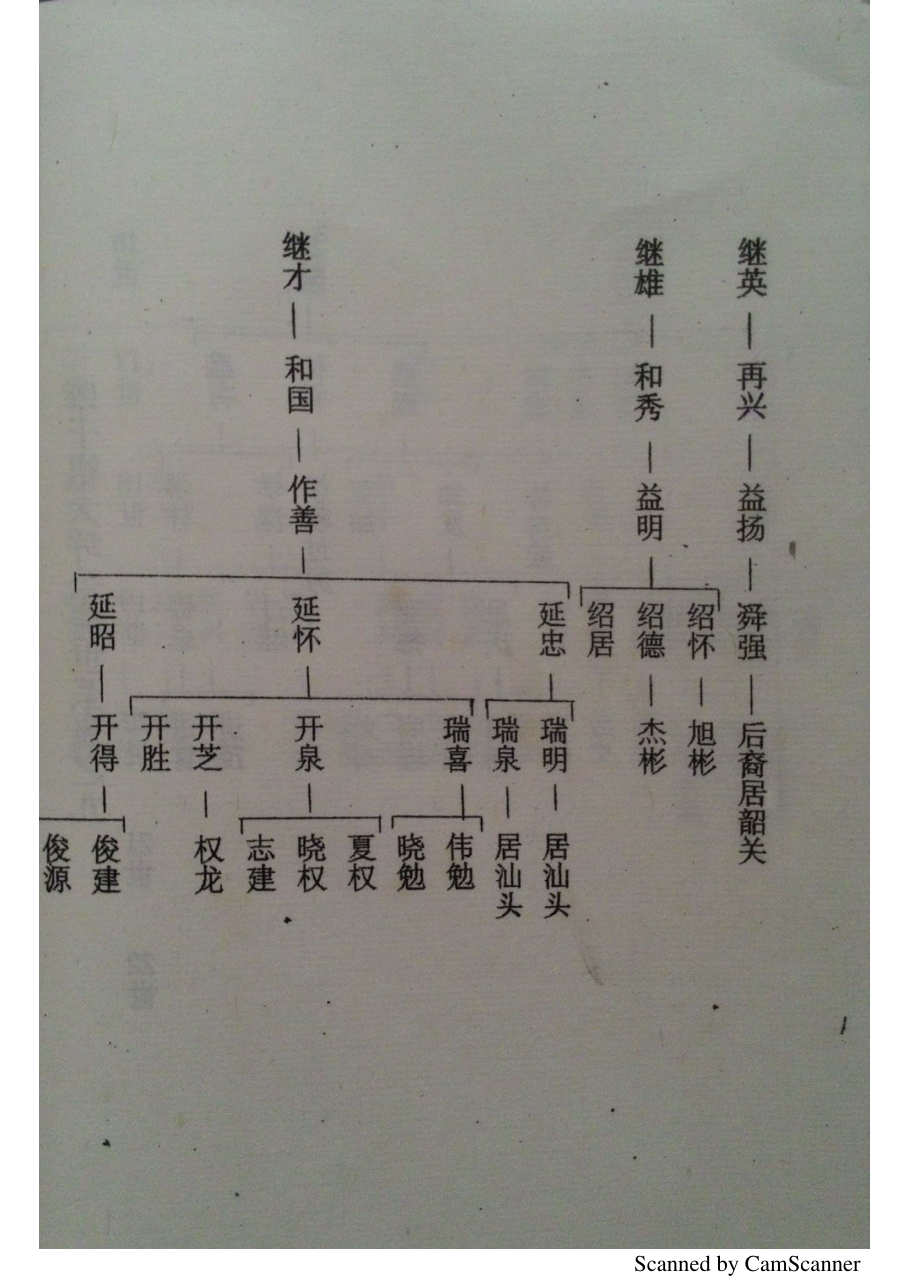 继英
再兴
益扬
舜强
后裔居韶关
继雄
和秀
益明
绍怀
绍德
绍居
旭彬
杰彬
继才
和国
作善
延忠
延怀
延昭
瑞明
瑞泉
瑞喜
开泉
开芝
开胜
开得
居汕头
居汕头
伟勉
晓勉
夏权
晓权
志建
权龙
俊建
俊源
Scanned by CamScanner